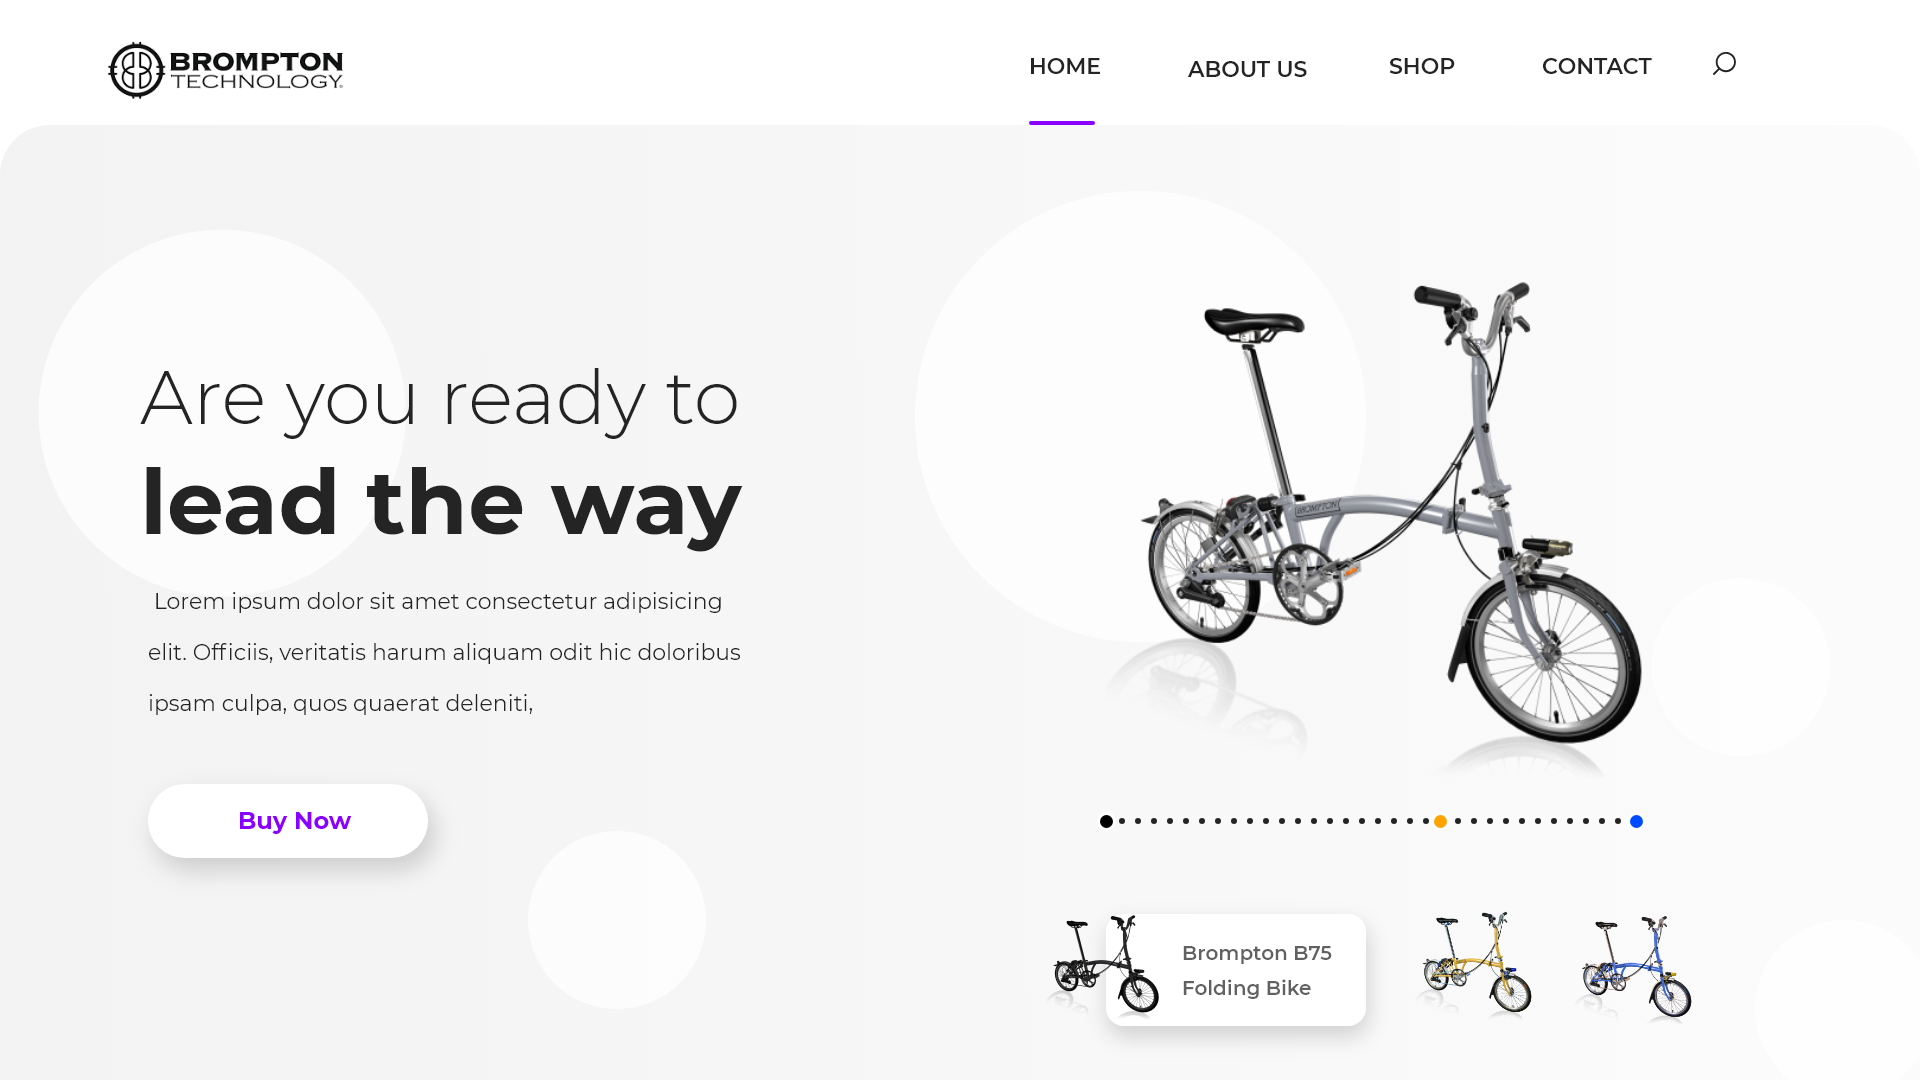 BROMPTON
TECHNOLOGY
HOME
ABOUT US
SHOP
CONTACT
Are you ready to
lead the way
Lorem ipsum dolor sit amet consectetur adipisicing
elit. Officiis, veritatis harum aliquam odit hic doloribus
ipsam culpa, quos quaerat deleniti,
Buy Now
BROMPTON
Brompton B75
Folding Bike